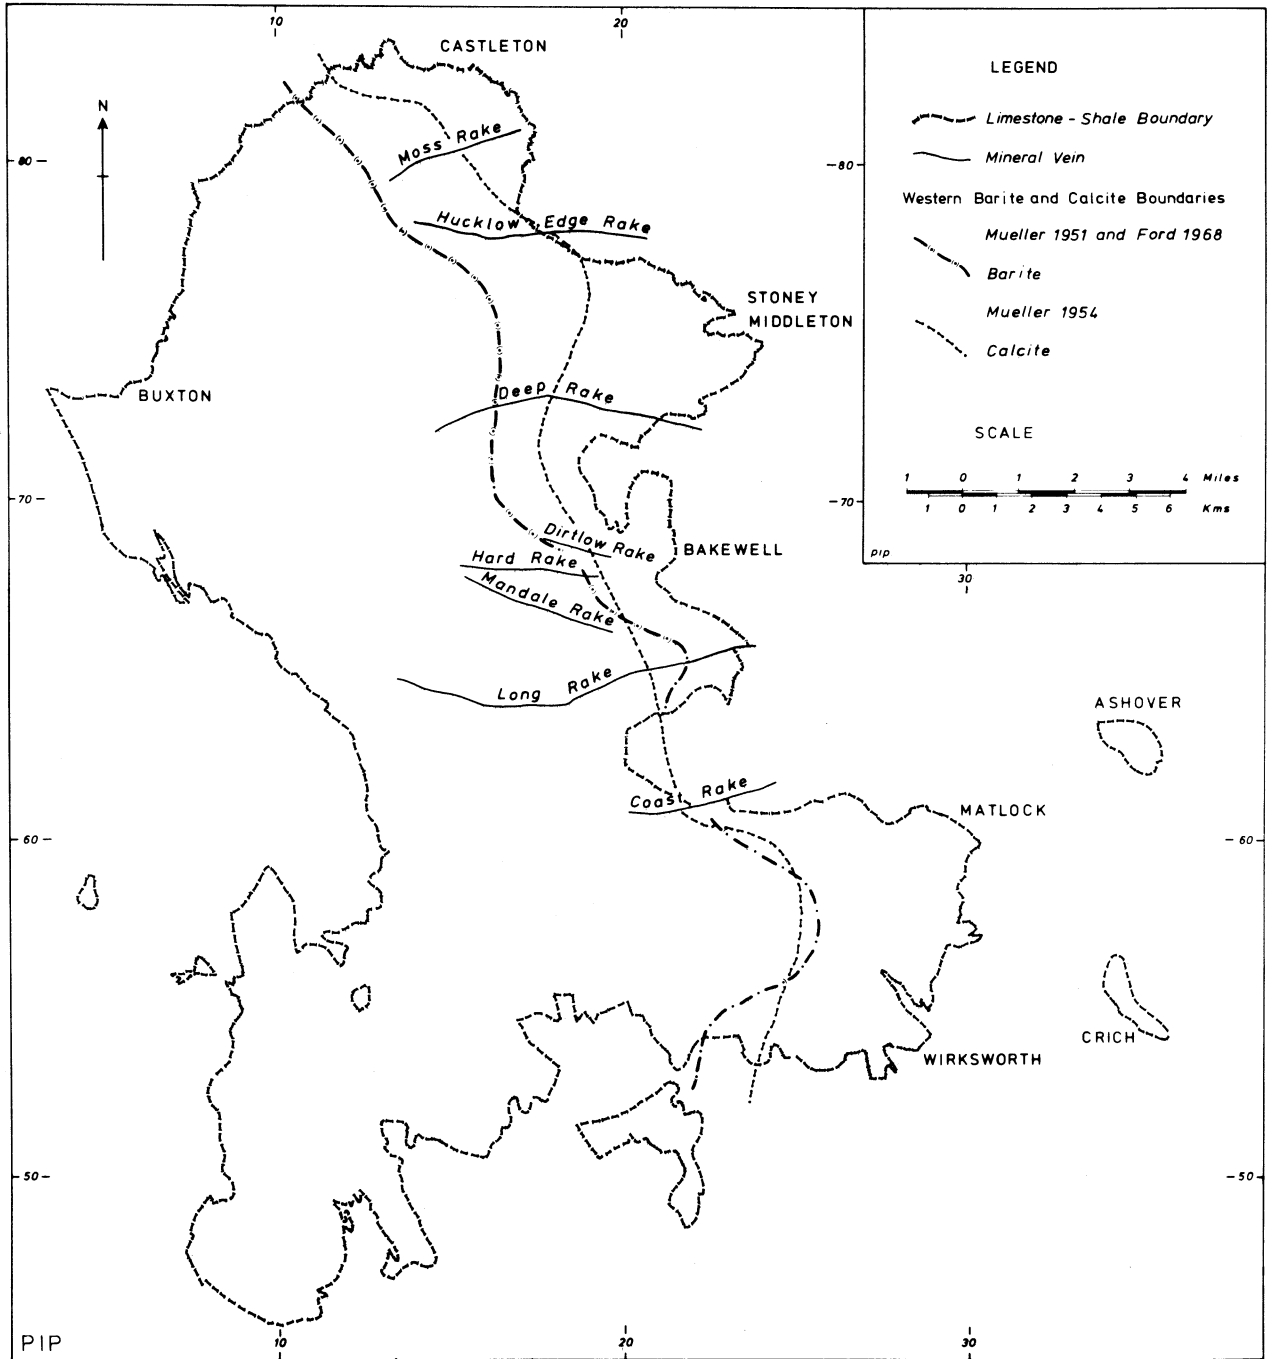 10
20
CASTLETON
N
Moss Rake
80
80
Hucklow Edge Rake
STONEY
MIDDLETON
Deep Rake
BUXTON
70
70
Dirtlow Rake
BAKEWELL
Hard Rake
Mandale Rake
Long Rake
ASHOVER
Coast Rake
MATLOCK
60
60
CRICH
WIRKSWORTH
50
50
10
20
30
PIP
LEGEND
Limestone - Shale Boundary
Mineral Vein
Western Barite and Calcite Boundaries
Mueller 1951 and Ford 1968
Barite
Mueller 1954
Calcite
SCALE
1 0 1 2 3 4 Miles
1 0 1 2 3 4 5 6 Kms
PIP
30